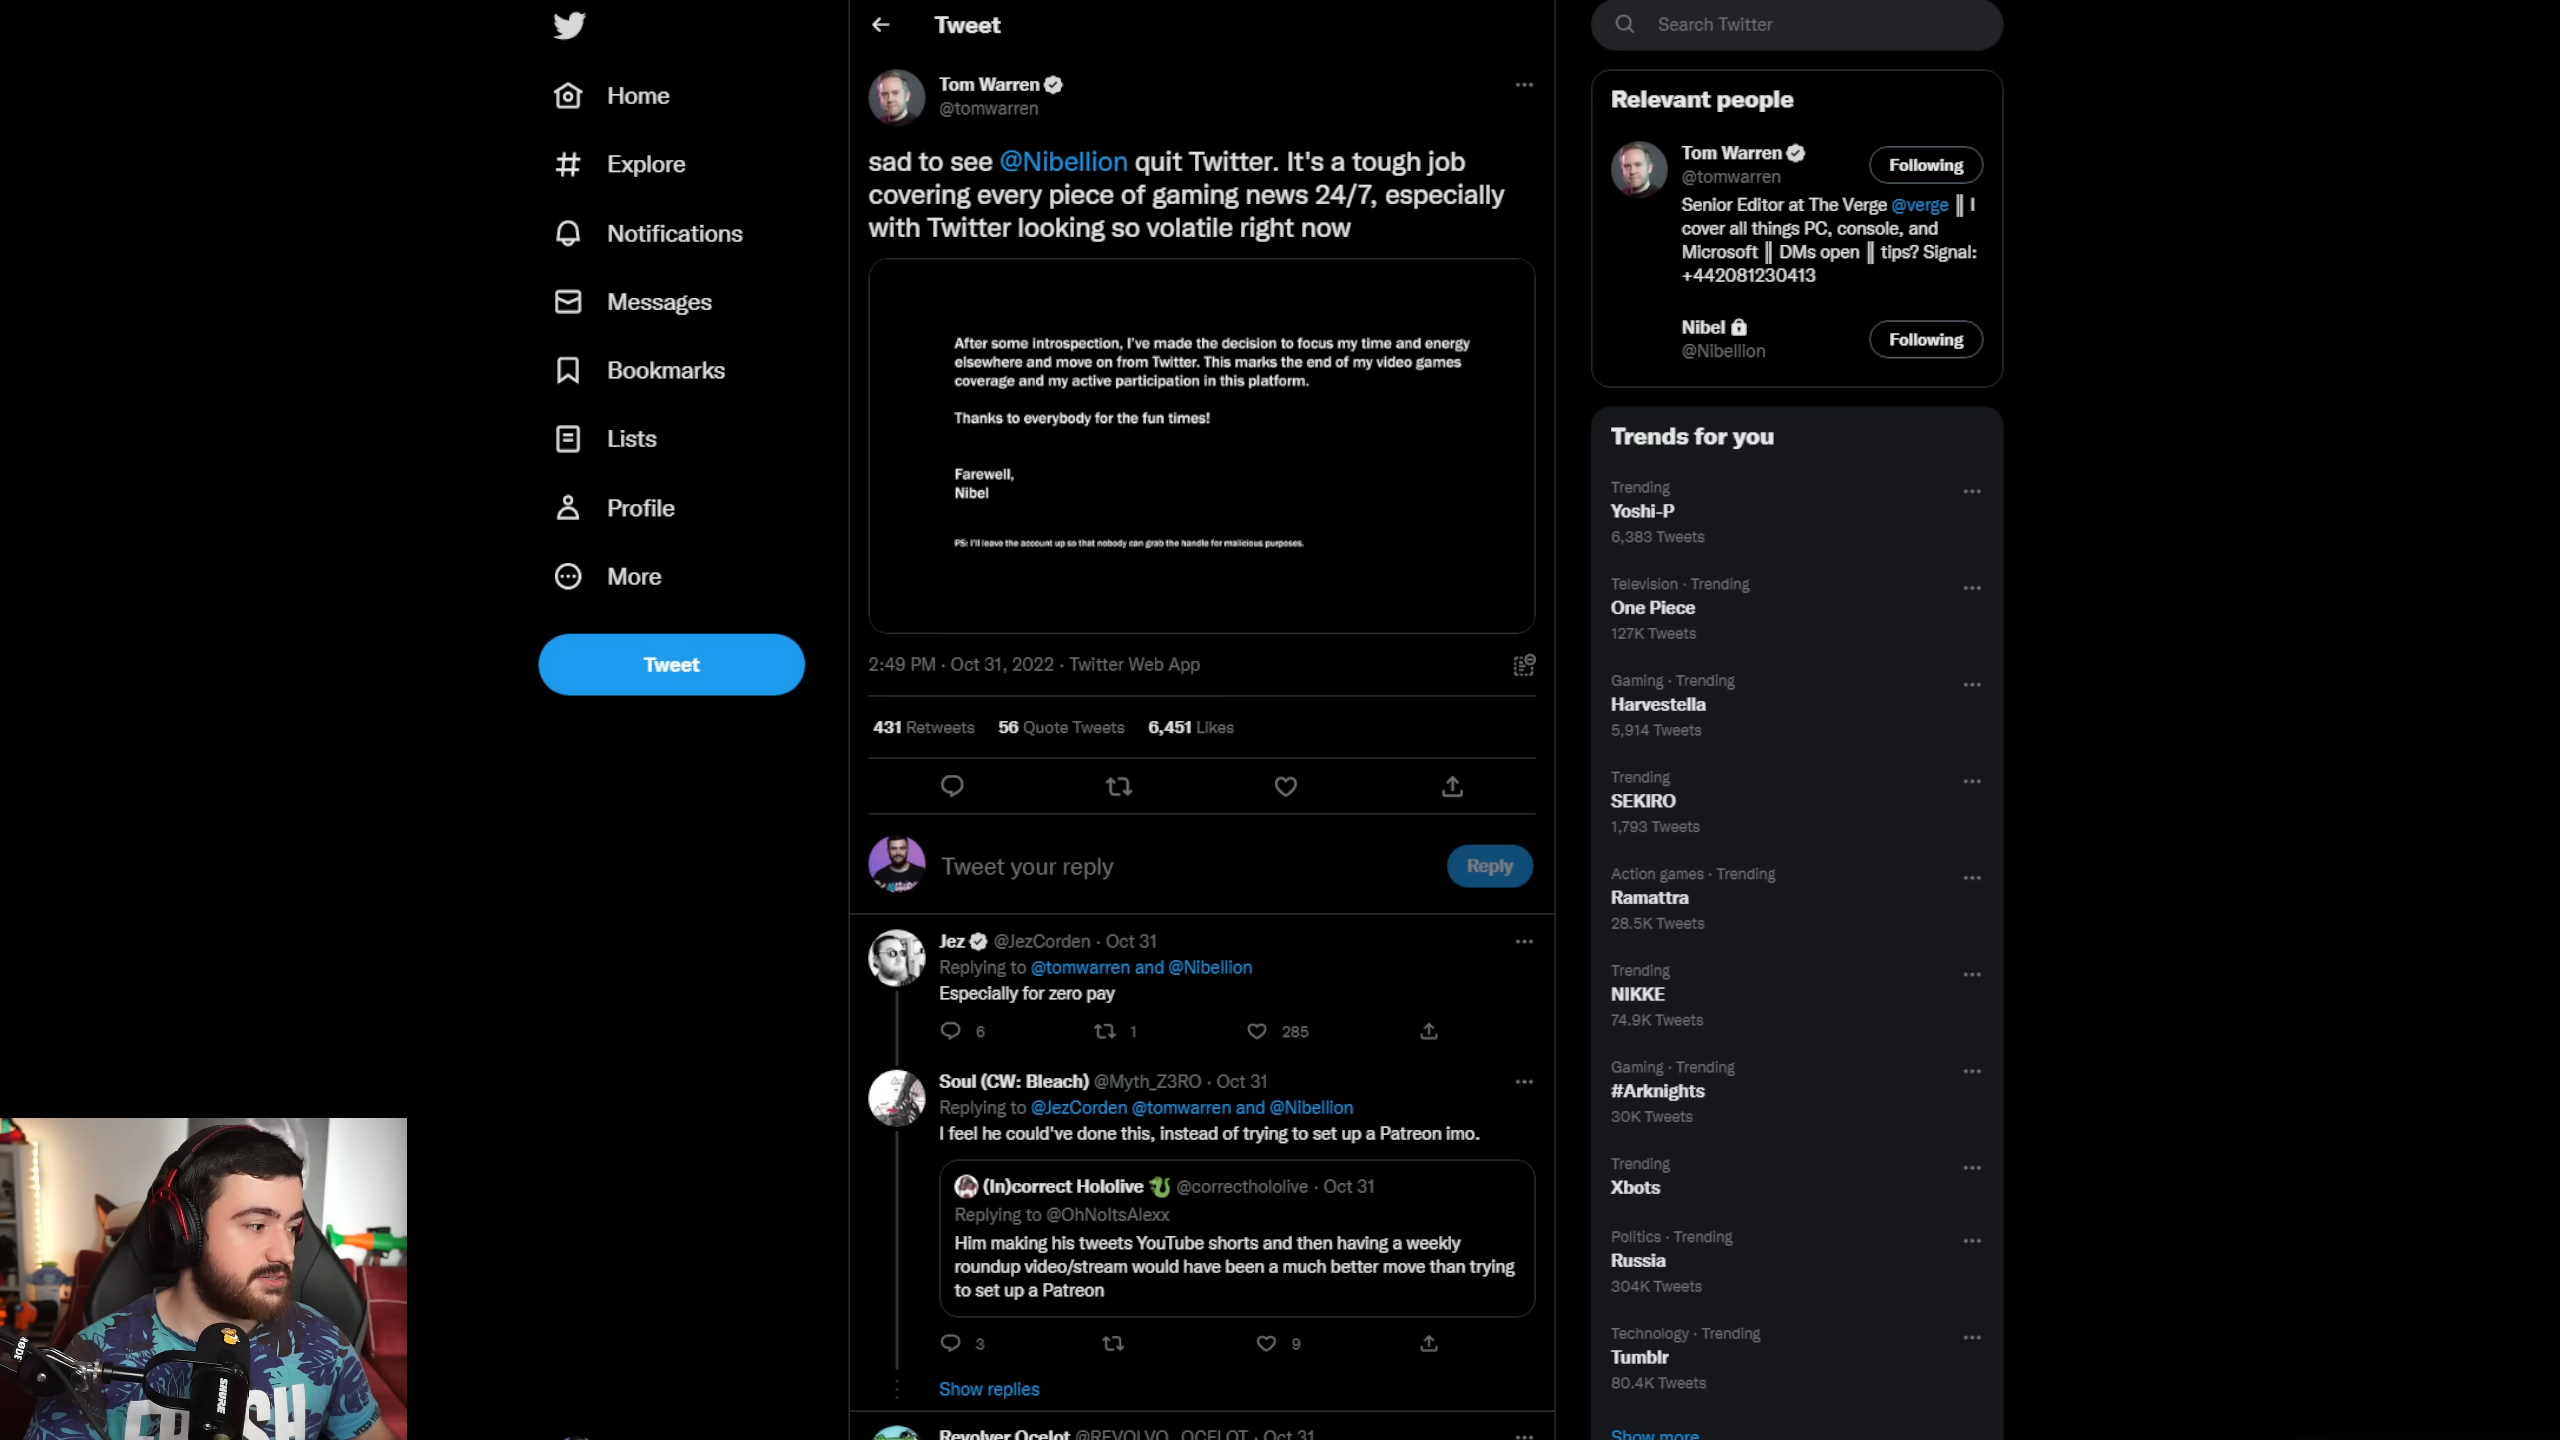 Home
Explore
Notifications
Messages
Bookmarks
Lists
Profile
More
Tweet
Tweet
Tom Warren
@tomwarren
sad to see @Nibellion quit Twitter. It's a tough job
covering every piece of gaming news 24/7, especially
with Twitter looking so volatile right now
After some introspection, I've made the decision to focus my time and energy
elsewhere and move on from Twitter. This marks the end of my video games
coverage and my active participation in this platform.
Thanks to everybody for the fun times!
Farewell,
Nibel
PS: I'll leave the account up so that nobody can grab the handle for malicious purposes.
2:49 PM · Oct 31, 2022 · Twitter Web App
431 Retweets 56 Quote Tweets 6,451 Likes
Tweet your reply
Reply
Jez @JezCorden · Oct 31
Replying to @tomwarren and @Nibellion
Especially for zero pay
6 1 285
Soul (CW: Bleach) @Myth_Z3RO · Oct 31
Replying to @JezCorden @tomwarren and @Nibellion
I feel he could've done this, instead of trying to set up a Patreon imo.
(In)correct Hololive @correcthololive · Oct 31
Replying to @OhNoItsAlexx
Him making his tweets YouTube shorts and then having a weekly
roundup video/stream would have been a much better move than trying
to set up a Patreon
3 9
Show replies
Revolver Ocelot @REVOLVO_OCELOT · Oct 31
Search Twitter
Relevant people
Tom Warren
@tomwarren
Following
Senior Editor at The Verge @verge || I
cover all things PC, console, and
Microsoft || DMs open || tips? Signal:
+442081230413
Nibel
@Nibellion
Following
Trends for you
Trending
Yoshi-P
6,383 Tweets
Television · Trending
One Piece
127K Tweets
Gaming · Trending
Harvestella
5,914 Tweets
Trending
SEKIRO
1,793 Tweets
Action games · Trending
Ramattra
28.5K Tweets
Trending
NIKKE
74.9K Tweets
Gaming · Trending
#Arknights
30K Tweets
Trending
Xbots
Politics · Trending
Russia
304K Tweets
Technology · Trending
Tumblr
80.4K Tweets
Show more
RØDE
SHURE